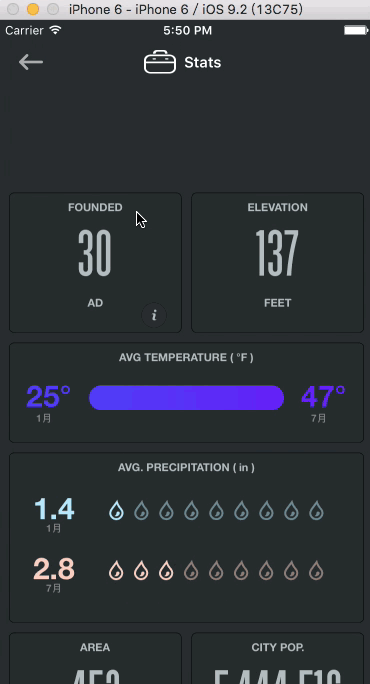 iPhone 6 - iPhone 6 / iOS 9.2 (13C75)
Carrier 5:50 PM
Stats
FOUNDED
30
AD
i
ELEVATION
137
FEET
AVG TEMPERATURE ( °F )
25° 47°
1月 7月
AVG. PRECIPITATION ( in )
1.4
1月
2.8
7月
AREA
CITY POP.